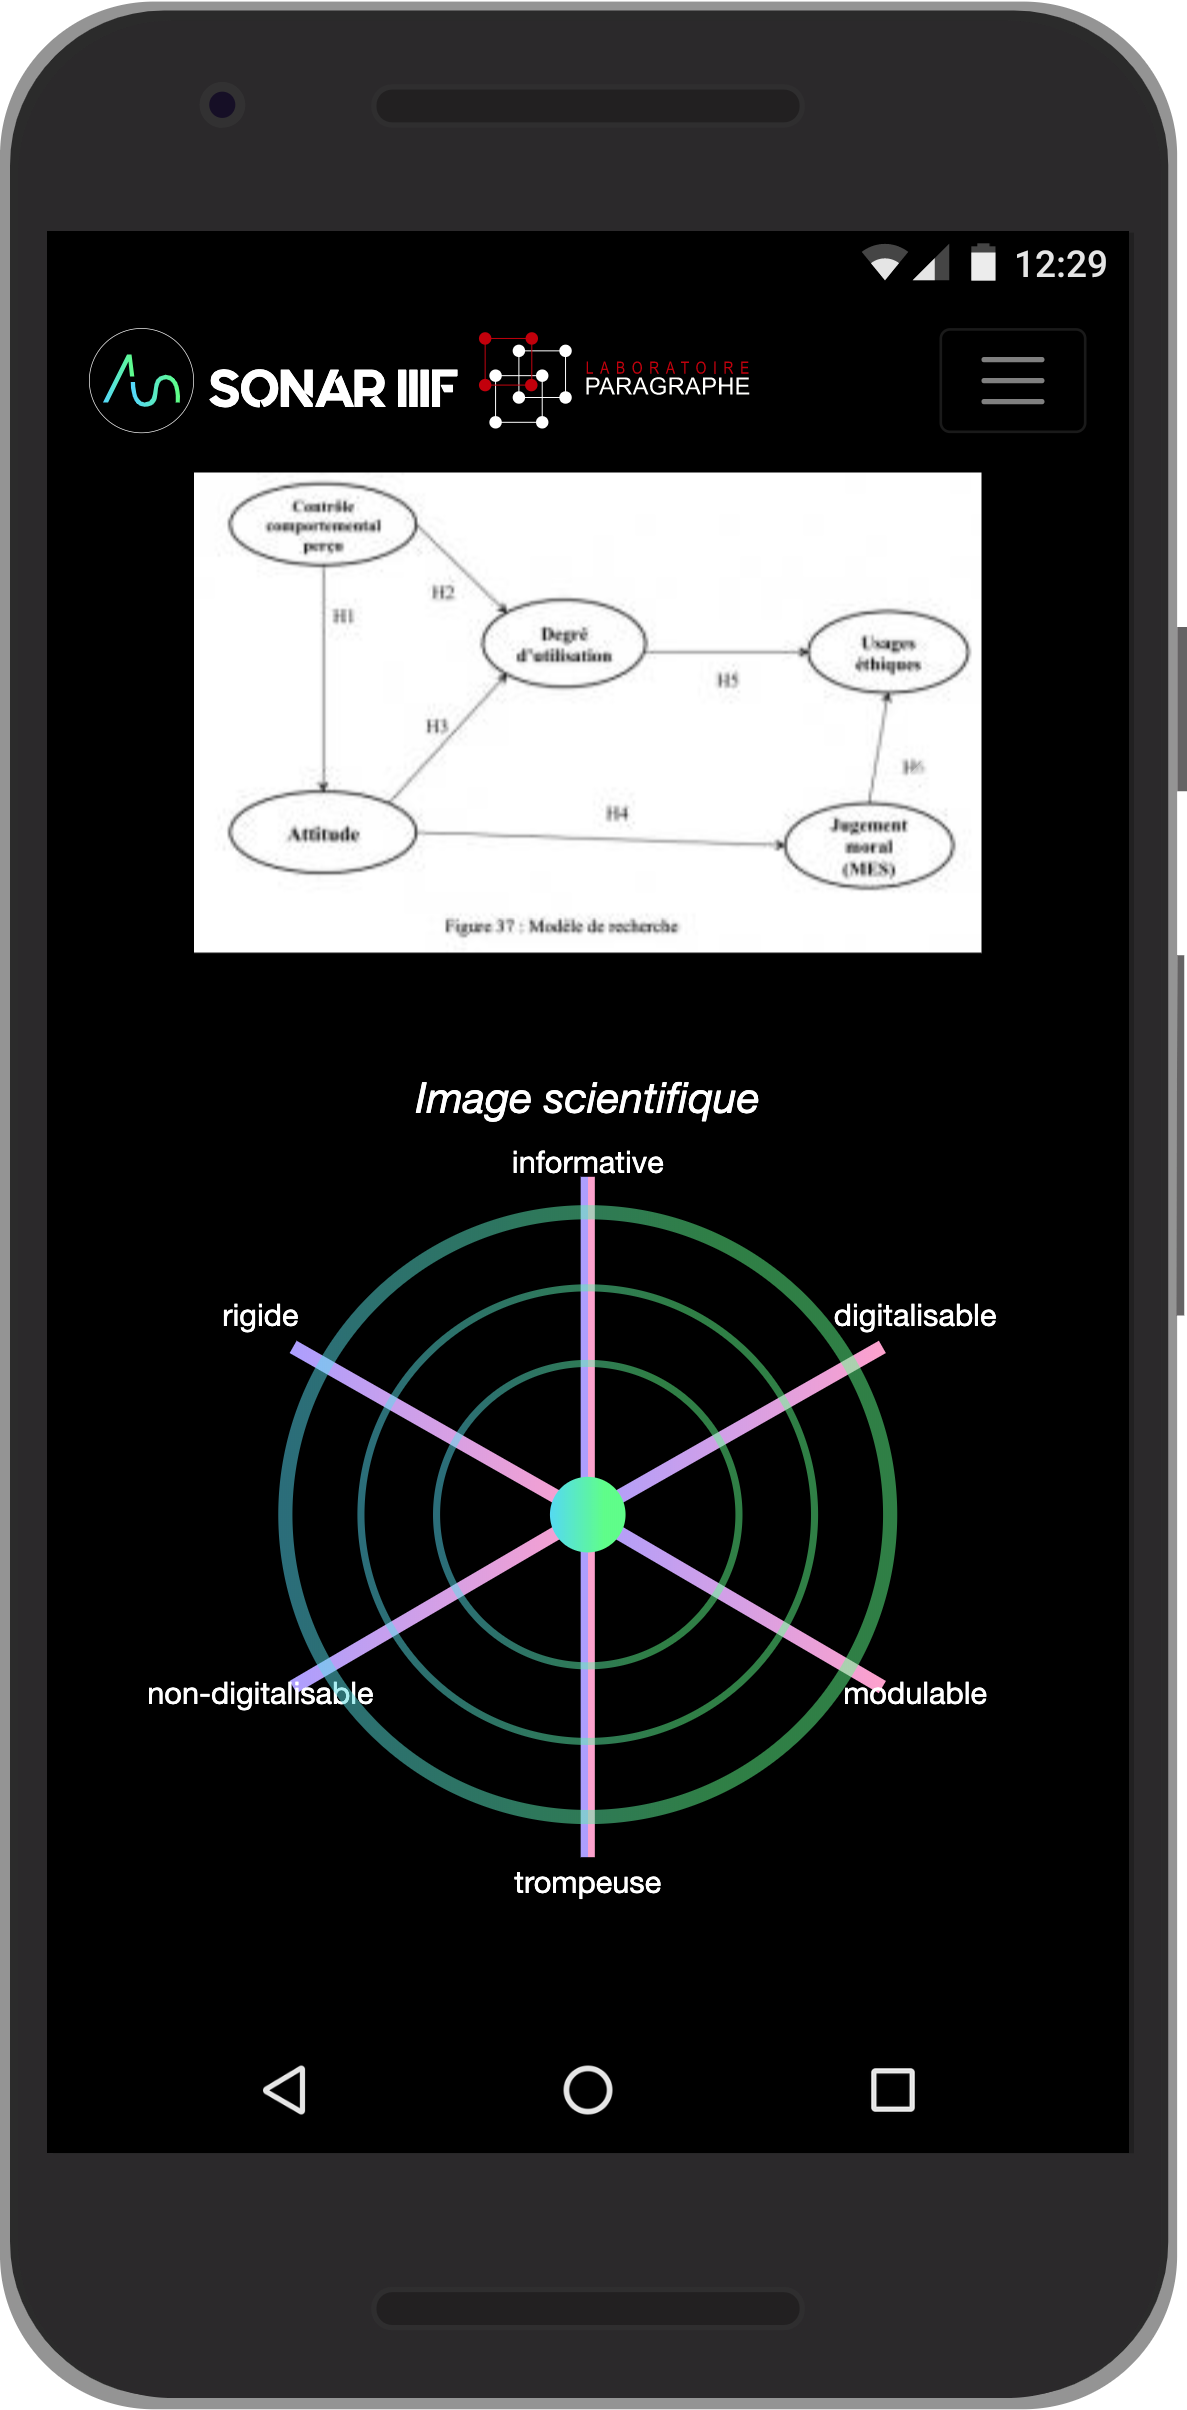 12:29
SONAR IIIF
LABORATOIRE
PARAGRAPHE
Contrôle
comportemental
perçu
H1
H2
Degré
d'utilisation
Usages
éthiques
H5
H3
H6
H4
Attitude
Jugement
moral
(MES)
Figure 37 : Modèle de recherche
Image scientifique
informative
rigide
digitalisable
non-digitalisable
modulable
trompeuse